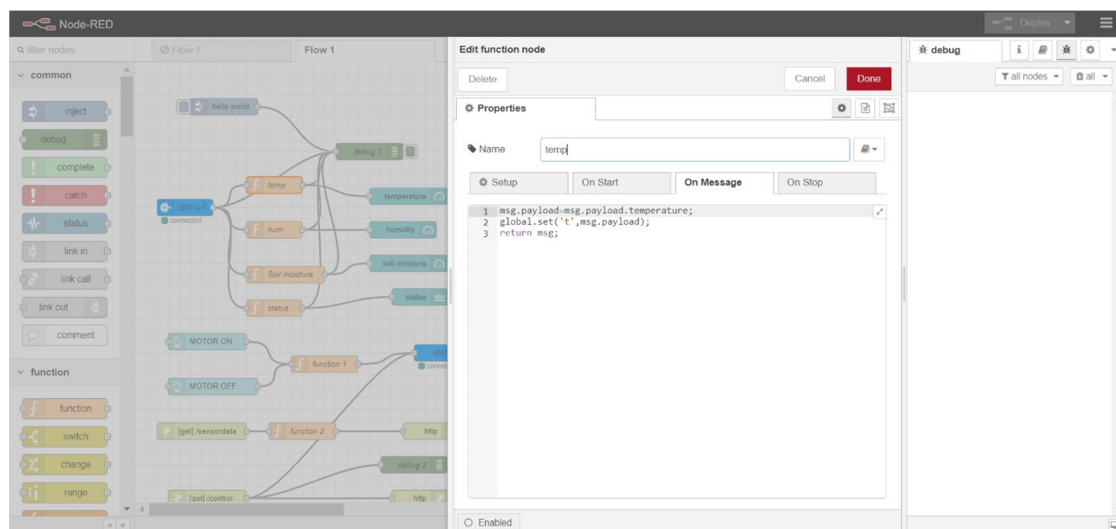 Node-RED
Deploy
filter nodes
Flow 1
Flow 1
Edit function node
debug
Delete
Cancel
Done
all nodes
all
common
Properties
inject
debug
complete
catch
status
link in
link call
link out
comment
function
function
switch
change
range
hello world
debug 1
temp
temperature
IBM IoT
connected
hum
humidity
Soil moisture
soil moisture
status
status
MOTOR ON
function 1
MOTOR OFF
[get] /sensordata
function 2
http
debug 2
[get] /control
http
Name
temp
Setup
On Start
On Message
On Stop
1 msg.payload=msg.payload.temperature;
2 global.set('t',msg.payload);
3 return msg;
Enabled